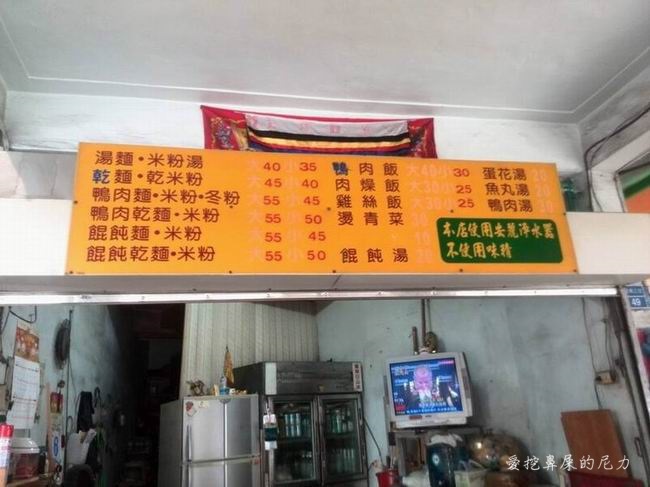 湯麵•米粉湯 大40小35
乾麵•乾米粉 大45小40
鴨肉麵•米粉•冬粉 大55小45
鴨肉乾麵•米粉 大55小50
餛飩麵•米粉 大55小45
餛飩乾麵•米粉 大55小50
鴨肉飯 大40小30
肉燥飯 大30小25
雞絲飯 大30小25
燙青菜 30
10
餛飩湯 20
蛋花湯 20
魚丸湯 20
鴨肉湯 30
本店使用安麗淨水器
不使用味精
49
愛挖鼻屎的尼力